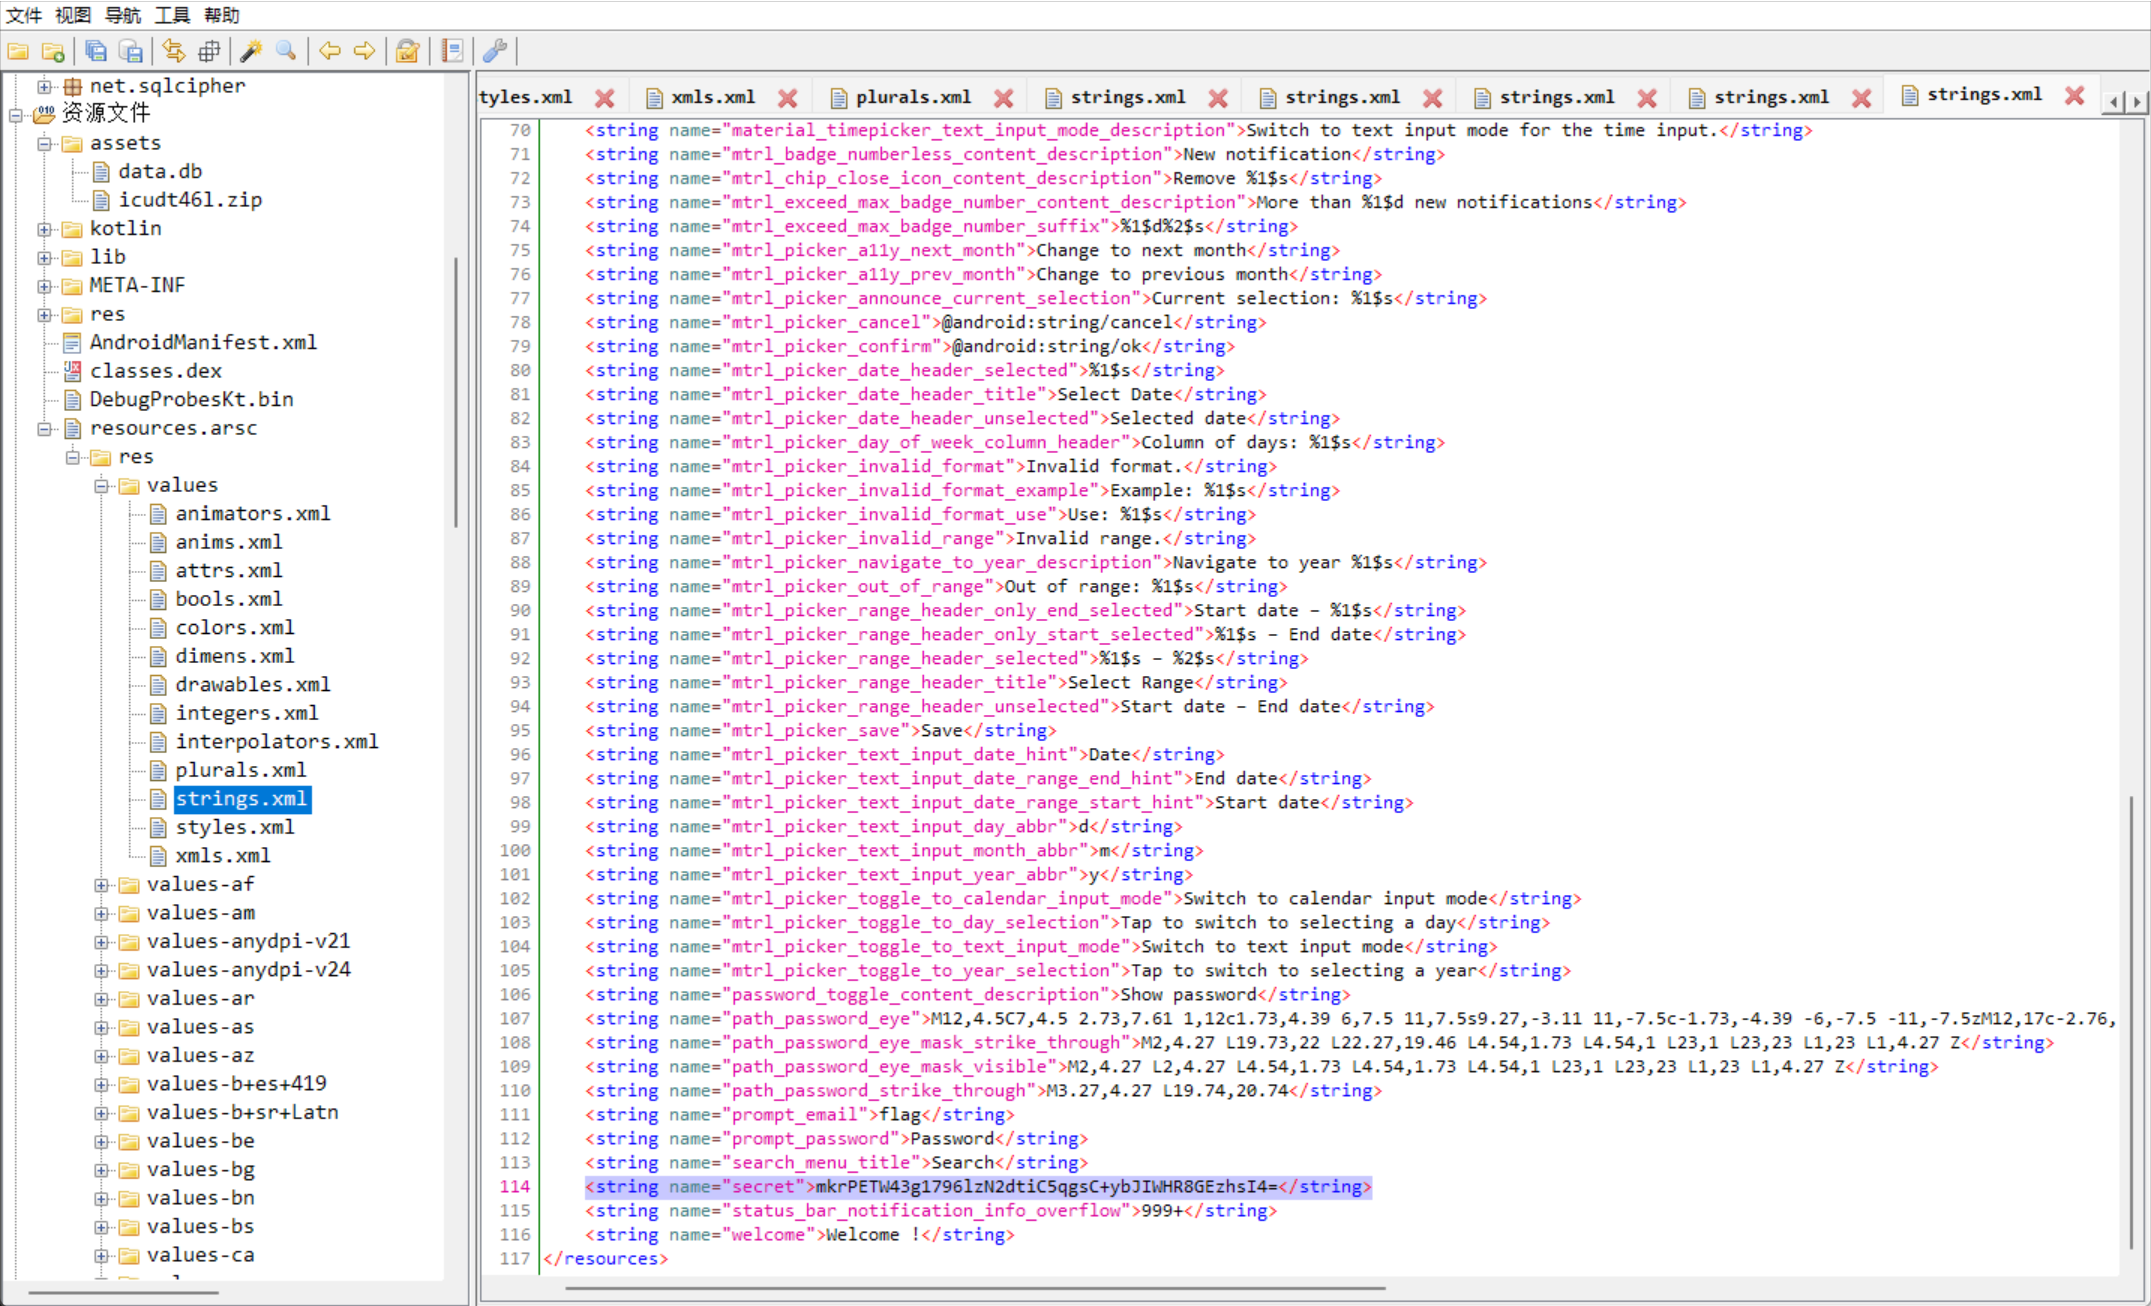 文件 视图 导航 工具 帮助
net.sqlcipher
资源文件
assets
data.db
icudt46l.zip
kotlin
lib
META-INF
res
AndroidManifest.xml
classes.dex
DebugProbesKt.bin
resources.arsc
res
values
animators.xml
anims.xml
attrs.xml
bools.xml
colors.xml
dimens.xml
drawables.xml
integers.xml
interpolators.xml
plurals.xml
strings.xml
styles.xml
xmls.xml
values-af
values-am
values-anydpi-v21
values-anydpi-v24
values-ar
values-as
values-az
values-b+es+419
values-b+sr+Latn
values-be
values-bg
values-bn
values-bs
values-ca
tyles.xml xmls.xml plurals.xml strings.xml strings.xml strings.xml strings.xml strings.xml
70 <string name="material_timepicker_text_input_mode_description">Switch to text input mode for the time input.</string>
71 <string name="mtrl_badge_numberless_content_description">New notification</string>
72 <string name="mtrl_chip_close_icon_content_description">Remove %1$s</string>
73 <string name="mtrl_exceed_max_badge_number_content_description">More than %1$d new notifications</string>
74 <string name="mtrl_exceed_max_badge_number_suffix">%1$d%2$s</string>
75 <string name="mtrl_picker_a11y_next_month">Change to next month</string>
76 <string name="mtrl_picker_a11y_prev_month">Change to previous month</string>
77 <string name="mtrl_picker_announce_current_selection">Current selection: %1$s</string>
78 <string name="mtrl_picker_cancel">@android:string/cancel</string>
79 <string name="mtrl_picker_confirm">@android:string/ok</string>
80 <string name="mtrl_picker_date_header_selected">%1$s</string>
81 <string name="mtrl_picker_date_header_title">Select Date</string>
82 <string name="mtrl_picker_date_header_unselected">Selected date</string>
83 <string name="mtrl_picker_day_of_week_column_header">Column of days: %1$s</string>
84 <string name="mtrl_picker_invalid_format">Invalid format.</string>
85 <string name="mtrl_picker_invalid_format_example">Example: %1$s</string>
86 <string name="mtrl_picker_invalid_format_use">Use: %1$s</string>
87 <string name="mtrl_picker_invalid_range">Invalid range.</string>
88 <string name="mtrl_picker_navigate_to_year_description">Navigate to year %1$s</string>
89 <string name="mtrl_picker_out_of_range">Out of range: %1$s</string>
90 <string name="mtrl_picker_range_header_only_end_selected">Start date – %1$s</string>
91 <string name="mtrl_picker_range_header_only_start_selected">%1$s – End date</string>
92 <string name="mtrl_picker_range_header_selected">%1$s – %2$s</string>
93 <string name="mtrl_picker_range_header_title">Select Range</string>
94 <string name="mtrl_picker_range_header_unselected">Start date – End date</string>
95 <string name="mtrl_picker_save">Save</string>
96 <string name="mtrl_picker_text_input_date_hint">Date</string>
97 <string name="mtrl_picker_text_input_date_range_end_hint">End date</string>
98 <string name="mtrl_picker_text_input_date_range_start_hint">Start date</string>
99 <string name="mtrl_picker_text_input_day_abbr">d</string>
100 <string name="mtrl_picker_text_input_month_abbr">m</string>
101 <string name="mtrl_picker_text_input_year_abbr">y</string>
102 <string name="mtrl_picker_toggle_to_calendar_input_mode">Switch to calendar input mode</string>
103 <string name="mtrl_picker_toggle_to_day_selection">Tap to switch to selecting a day</string>
104 <string name="mtrl_picker_toggle_to_text_input_mode">Switch to text input mode</string>
105 <string name="mtrl_picker_toggle_to_year_selection">Tap to switch to selecting a year</string>
106 <string name="password_toggle_content_description">Show password</string>
107 <string name="path_password_eye">M12,4.5C7,4.5 2.73,7.61 1,12c1.73,4.39 6,7.5 11,7.5s9.27,-3.11 11,-7.5c-1.73,-4.39 -6,-7.5 -11,-7.5zM12,17c-2.76,
108 <string name="path_password_eye_mask_strike_through">M2,4.27 L19.73,22 L22.27,19.46 L4.54,1.73 L4.54,1 L23,1 L23,23 L1,23 L1,4.27 Z</string>
109 <string name="path_password_eye_mask_visible">M2,4.27 L2,4.27 L4.54,1.73 L4.54,1.73 L4.54,1 L23,1 L23,23 L1,23 L1,4.27 Z</string>
110 <string name="path_password_strike_through">M3.27,4.27 L19.74,20.74</string>
111 <string name="prompt_email">flag</string>
112 <string name="prompt_password">Password</string>
113 <string name="search_menu_title">Search</string>
114 <string name="secret">mkrPETW43g1796lzN2dtiC5qgsC+ybJIWHR8GEzhsI4=</string>
115 <string name="status_bar_notification_info_overflow">999+</string>
116 <string name="welcome">Welcome !</string>
117 </resources>